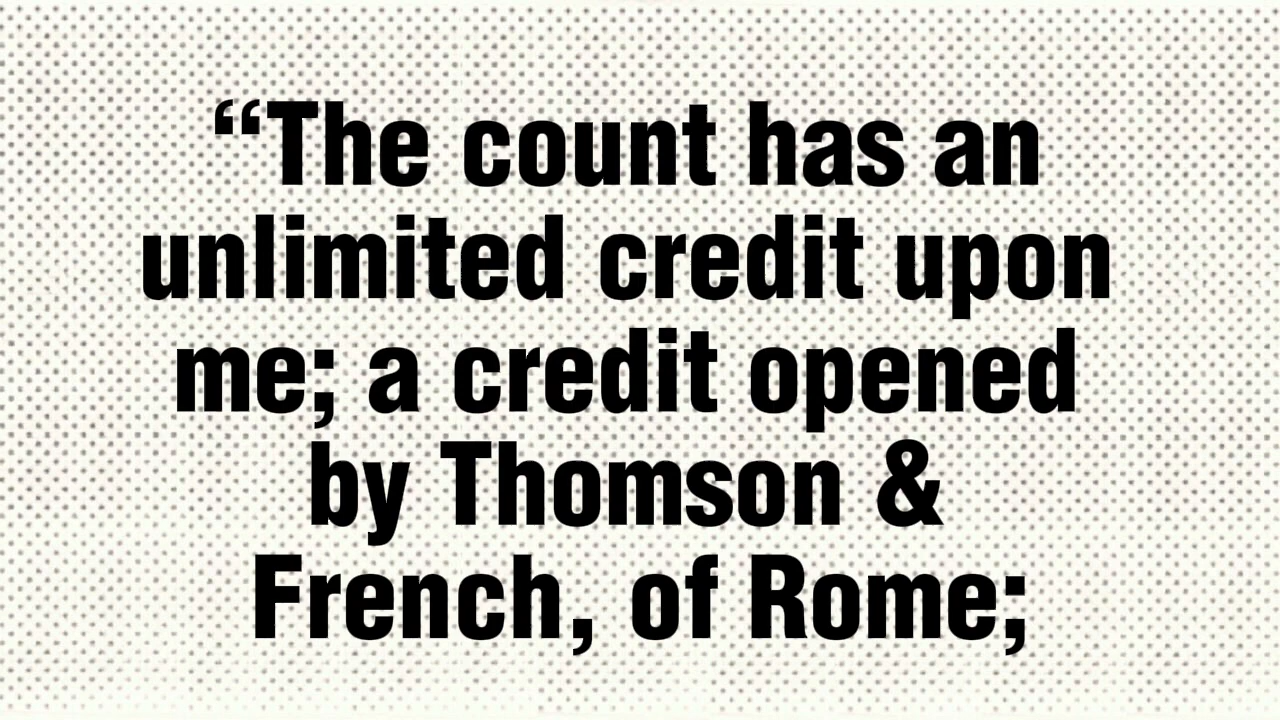 “The count has an
unlimited credit upon
me; a credit opened
by Thomson &
French, of Rome;